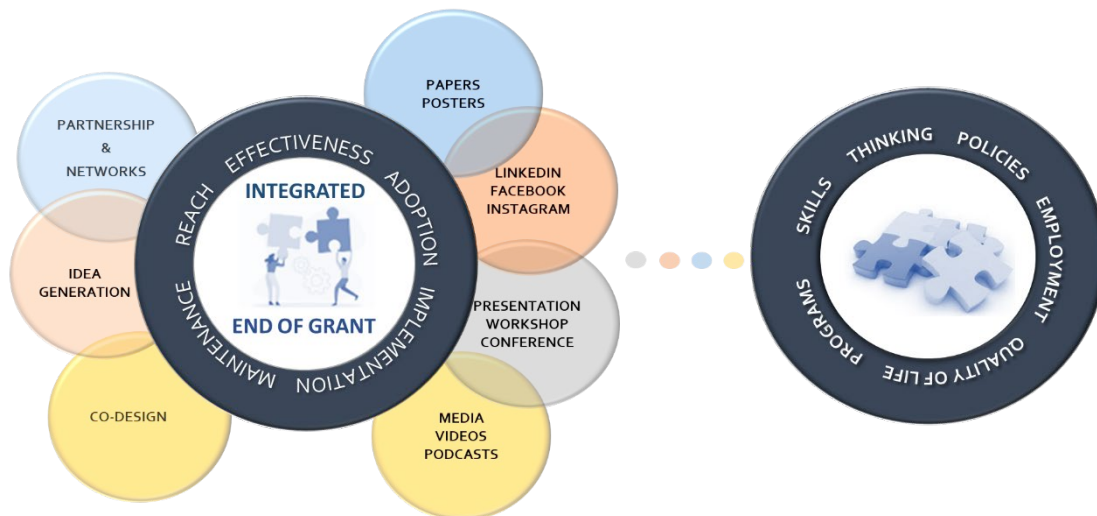 PARTNERSHIP
&
NETWORKS
IDEA
GENERATION
CO-DESIGN
REACH EFFECTIVENESS ADOPTION IMPLEMENTATION MAINTENANCE
INTEGRATED
END OF GRANT
PAPERS
POSTERS
LINKEDIN
FACEBOOK
INSTAGRAM
PRESENTATION
WORKSHOP
CONFERENCE
MEDIA
VIDEOS
PODCASTS
SKILLS THINKING POLICIES EMPLOYMENT QUALITY OF LIFE PROGRAMS